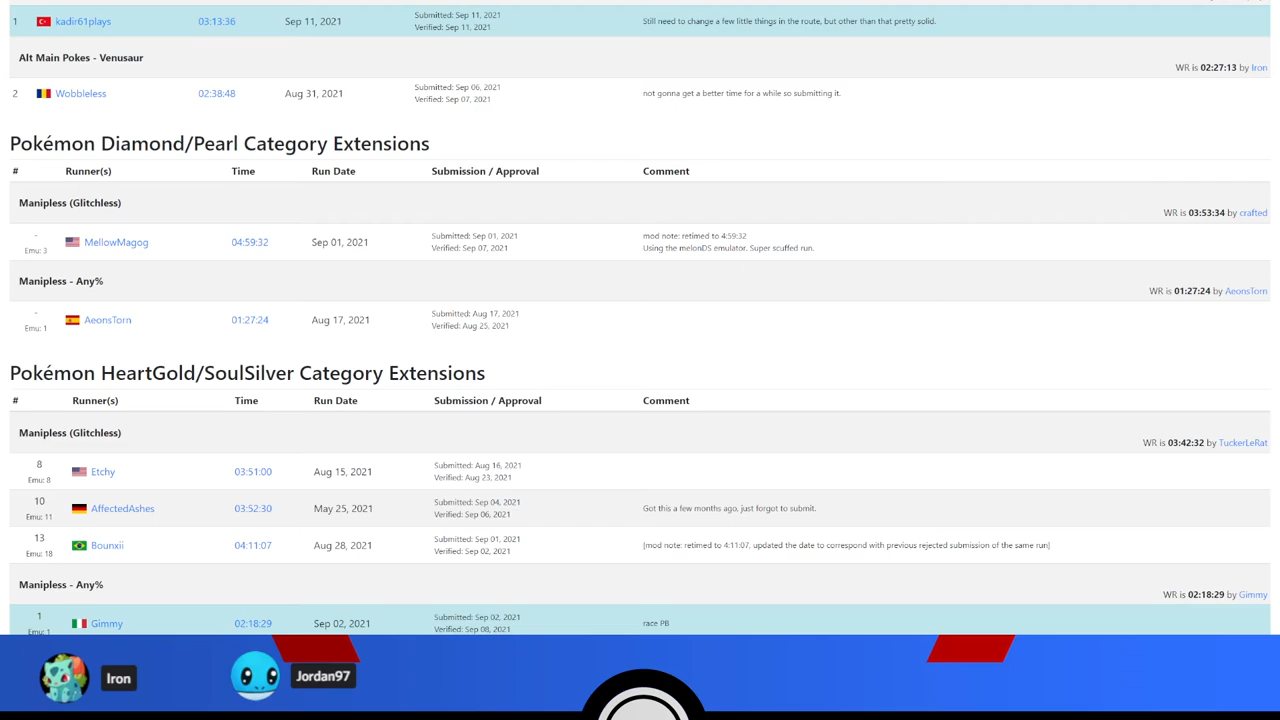 1 kadir61plays 03:13:36 Sep 11, 2021 Submitted: Sep 11, 2021 Still need to change a few little things in the route, but other than that pretty solid.
Verified: Sep 11, 2021
Alt Main Pokes - Venusaur
WR is 02:27:13 by Iron
2 Wobbleless 02:38:48 Aug 31, 2021 Submitted: Sep 06, 2021 not gonna get a better time for a while so submitting it.
Verified: Sep 07, 2021
Pokémon Diamond/Pearl Category Extensions
# Runner(s) Time Run Date Submission / Approval Comment
Manipless (Glitchless)
WR is 03:53:34 by crafted
- MellowMagog 04:59:32 Sep 01, 2021 Submitted: Sep 01, 2021 mod note: retimed to 4:59:32
Emu: 3 Verified: Sep 07, 2021 Using the melonDS emulator. Super scuffed run.
Manipless - Any%
WR is 01:27:24 by AeonsTorn
- AeonsTorn 01:27:24 Aug 17, 2021 Submitted: Aug 17, 2021
Emu: 1 Verified: Aug 25, 2021
Pokémon HeartGold/SoulSilver Category Extensions
# Runner(s) Time Run Date Submission / Approval Comment
Manipless (Glitchless)
WR is 03:42:32 by TuckerLeRat
8 Etchy 03:51:00 Aug 15, 2021 Submitted: Aug 16, 2021
Emu: 8 Verified: Aug 23, 2021
10 AffectedAshes 03:52:30 May 25, 2021 Submitted: Sep 04, 2021 Got this a few months ago, just forgot to submit.
Emu: 11 Verified: Sep 06, 2021
13 Bounxii 04:11:07 Aug 28, 2021 Submitted: Sep 01, 2021 [mod note: retimed to 4:11:07, updated the date to correspond with previous rejected submission of the same run]
Emu: 18 Verified: Sep 02, 2021
Manipless - Any%
WR is 02:18:29 by Gimmy
1 Gimmy 02:18:29 Sep 02, 2021 Submitted: Sep 02, 2021 race PB
Emu: 1 Verified: Sep 08, 2021
Iron Jordan97